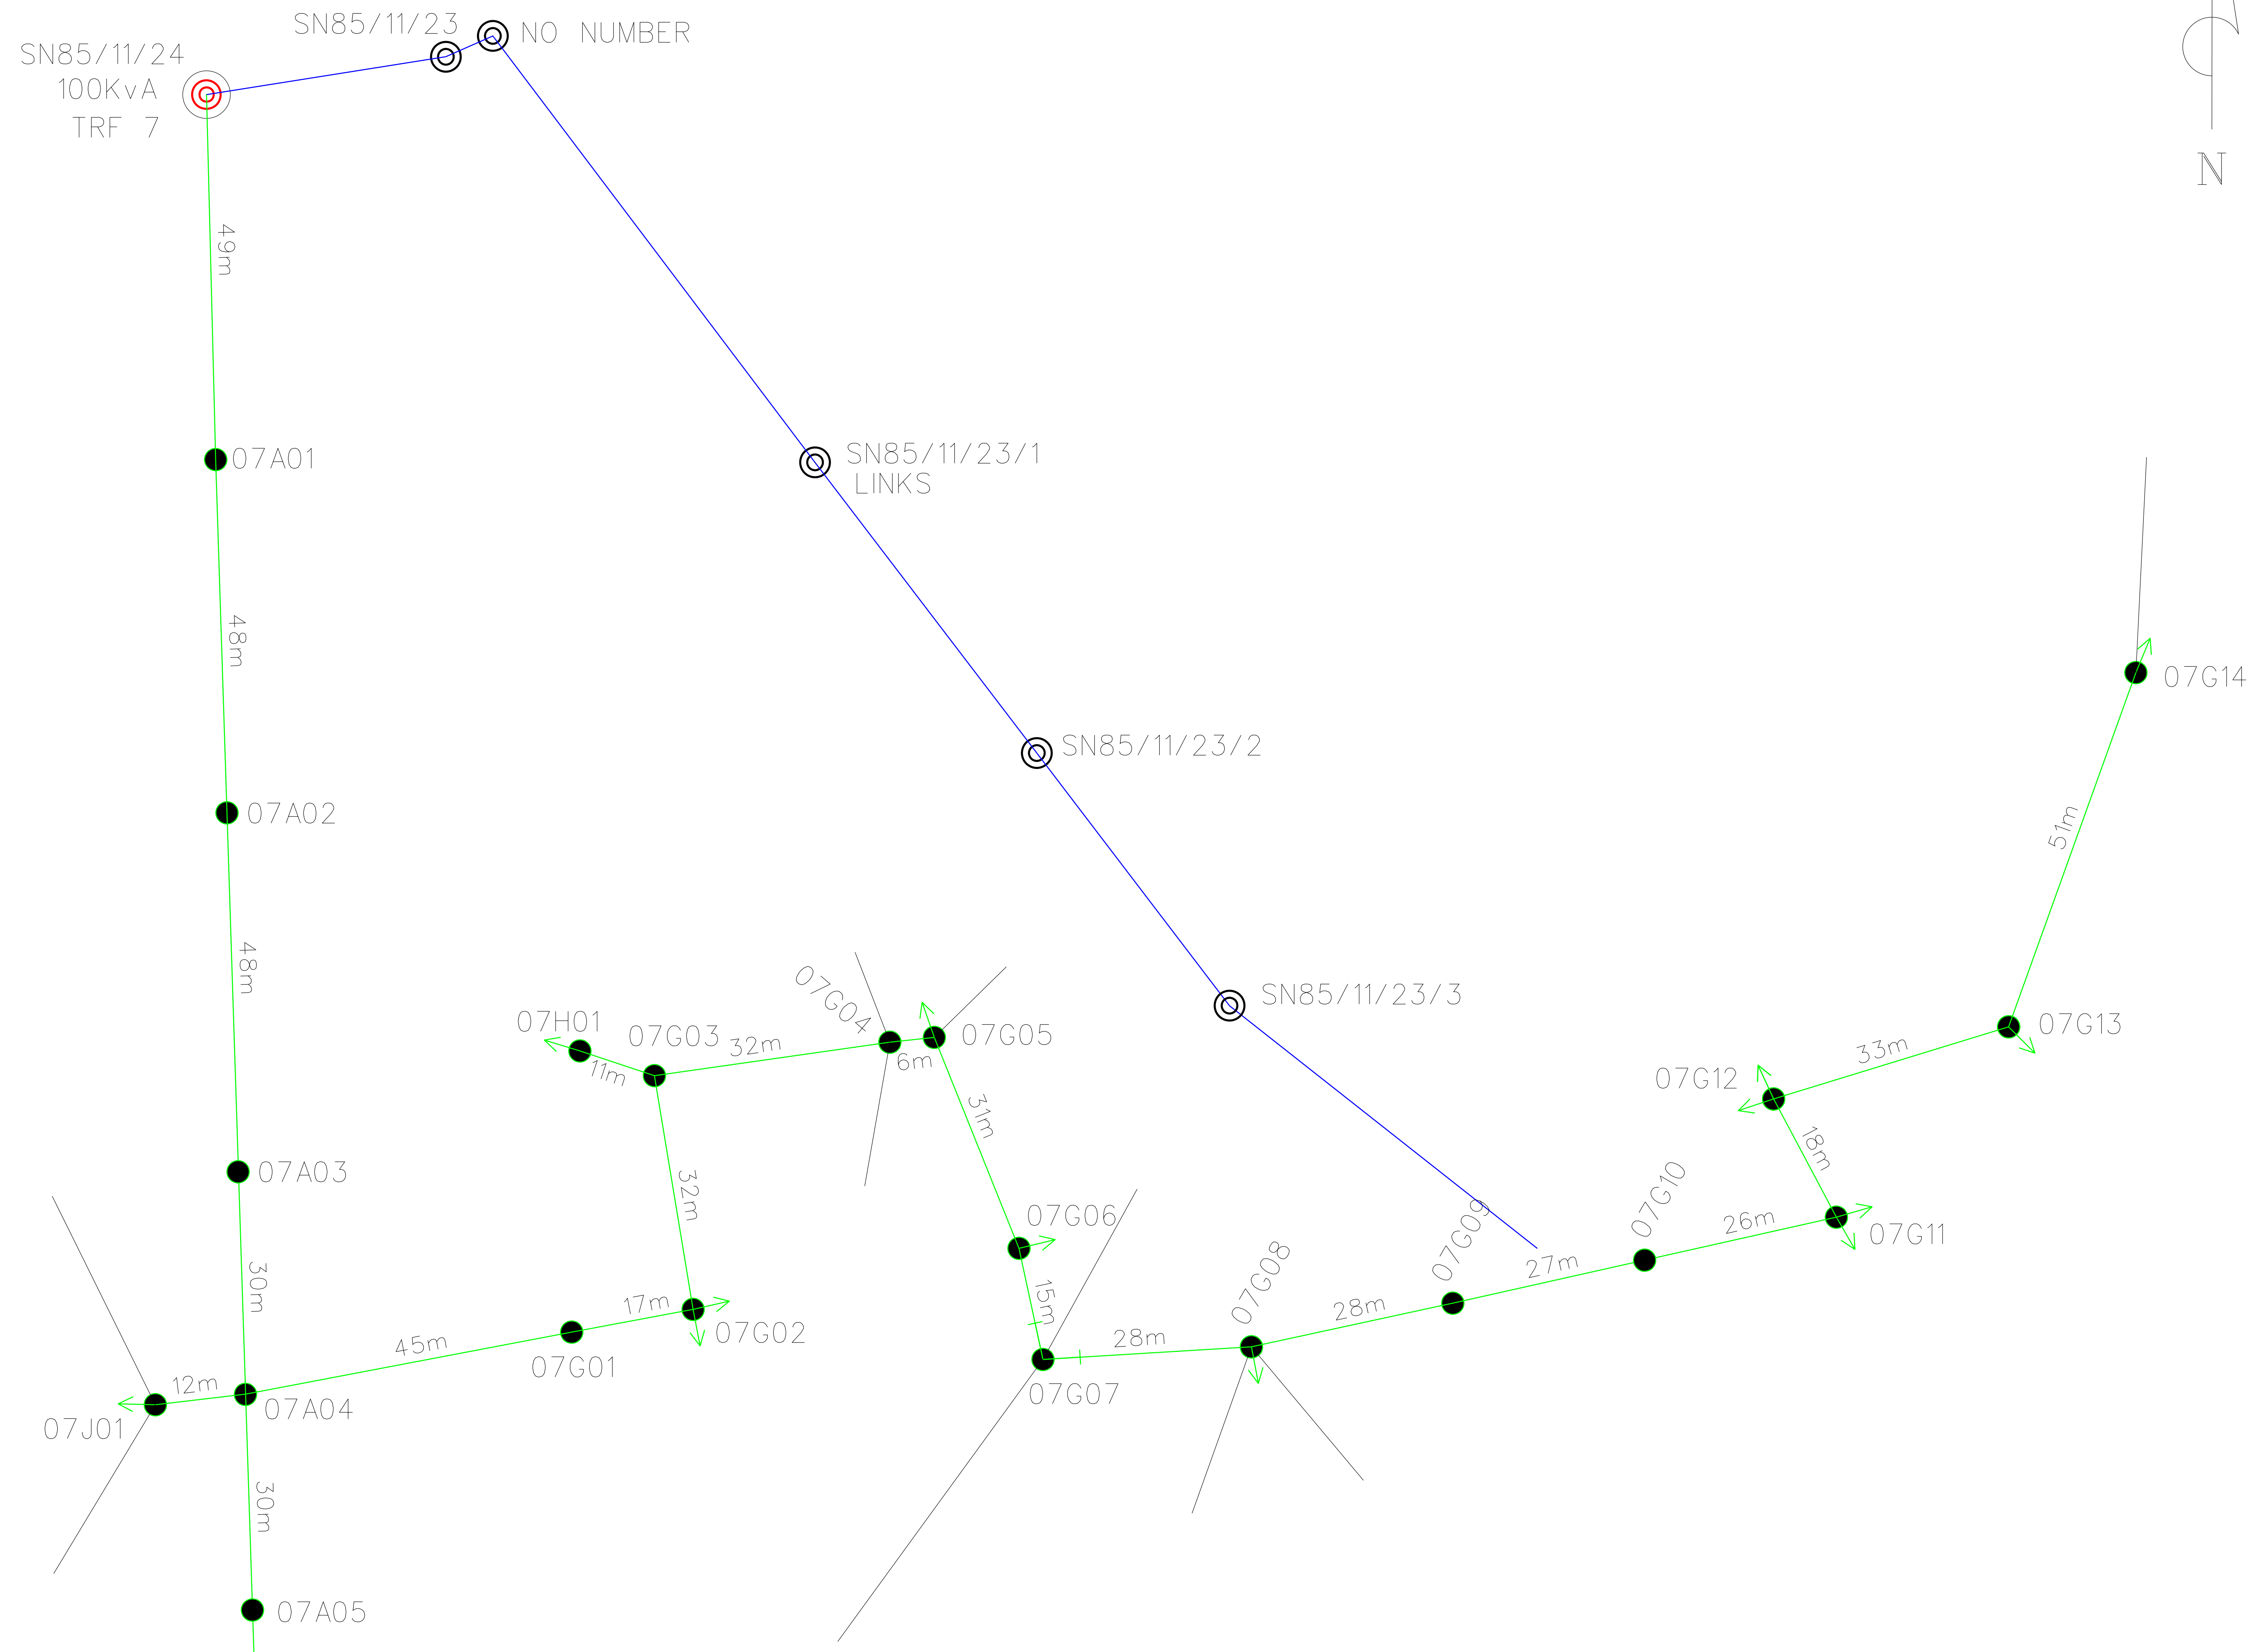 SN85/11/23
NO NUMBER
SN85/11/24
100KvA
TRF 7
N
49m
07A01
SN85/11/23/1
LINKS
48m
07G14
SN85/11/23/2
07A02
51m
48m
07G04
SN85/11/23/3
07H01
07G03
32m
07G05
6m
11m
07G13
33m
07G12
31m
18m
07A03
32m
07G06
07G10
07G09
26m
07G11
30m
15m
07G08
27m
17m
07G02
28m
28m
45m
07G01
12m
07G07
07A04
07J01
30m
07A05